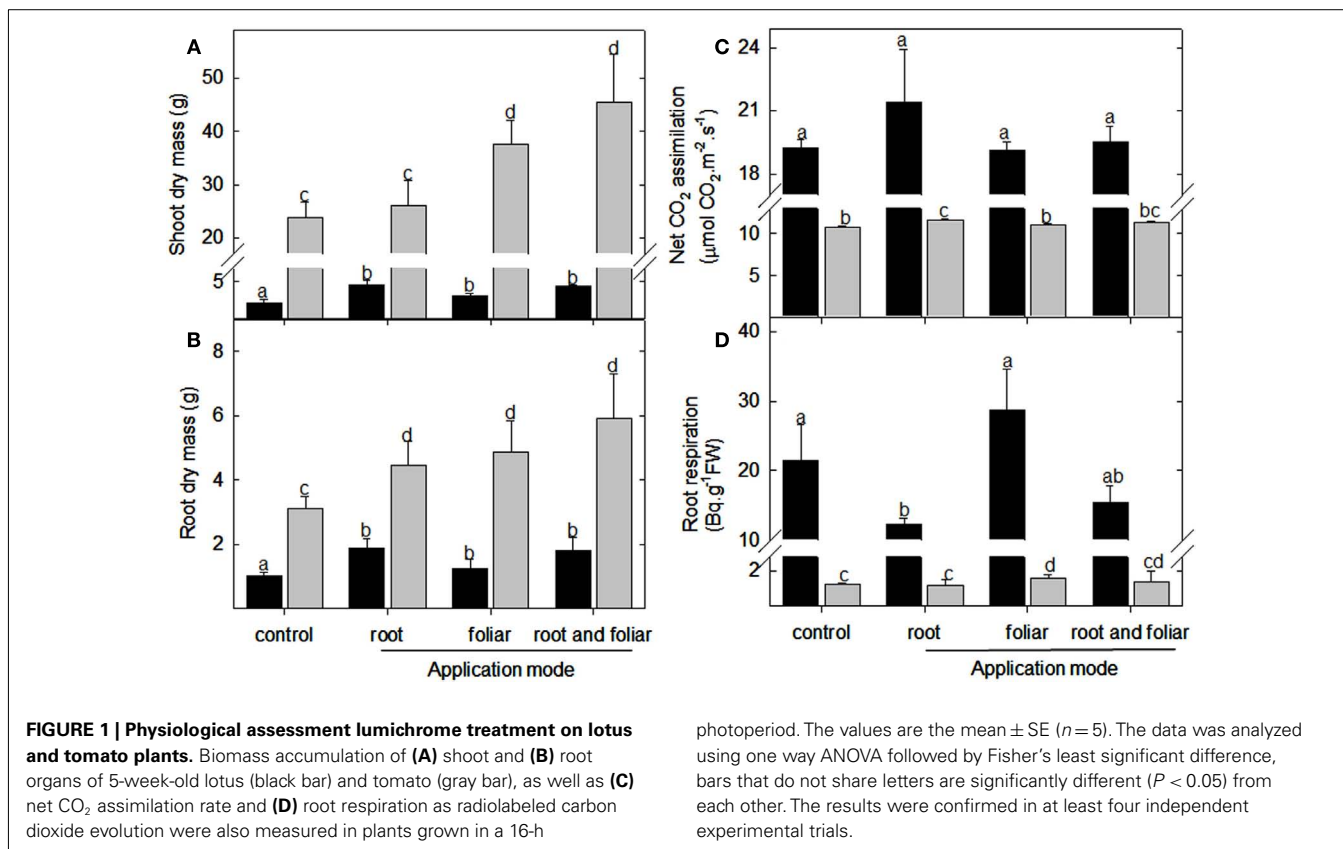 A
Shoot dry mass (g)
50
40
30
20
5
a
c
b
c
b
d
b
d
B
Root dry mass (g)
8
6
4
2
a
c
b
d
b
d
b
d
control
root
foliar
root and foliar
Application mode
C
Net CO2 assimilation
(µmol CO2.m-2.s-1)
24
21
18
10
5
a
b
a
c
a
b
a
bc
D
Root respiration
(Bq.g-1FW)
40
30
20
10
2
a
c
b
c
a
d
ab
cd
control
root
foliar
root and foliar
Application mode
FIGURE 1 | Physiological assessment lumichrome treatment on lotus
and tomato plants. Biomass accumulation of (A) shoot and (B) root
organs of 5-week-old lotus (black bar) and tomato (gray bar), as well as (C)
net CO2 assimilation rate and (D) root respiration as radiolabeled carbon
dioxide evolution were also measured in plants grown in a 16-h
photoperiod. The values are the mean ± SE (n = 5). The data was analyzed
using one way ANOVA followed by Fisher's least significant difference,
bars that do not share letters are significantly different (P < 0.05) from
each other. The results were confirmed in at least four independent
experimental trials.